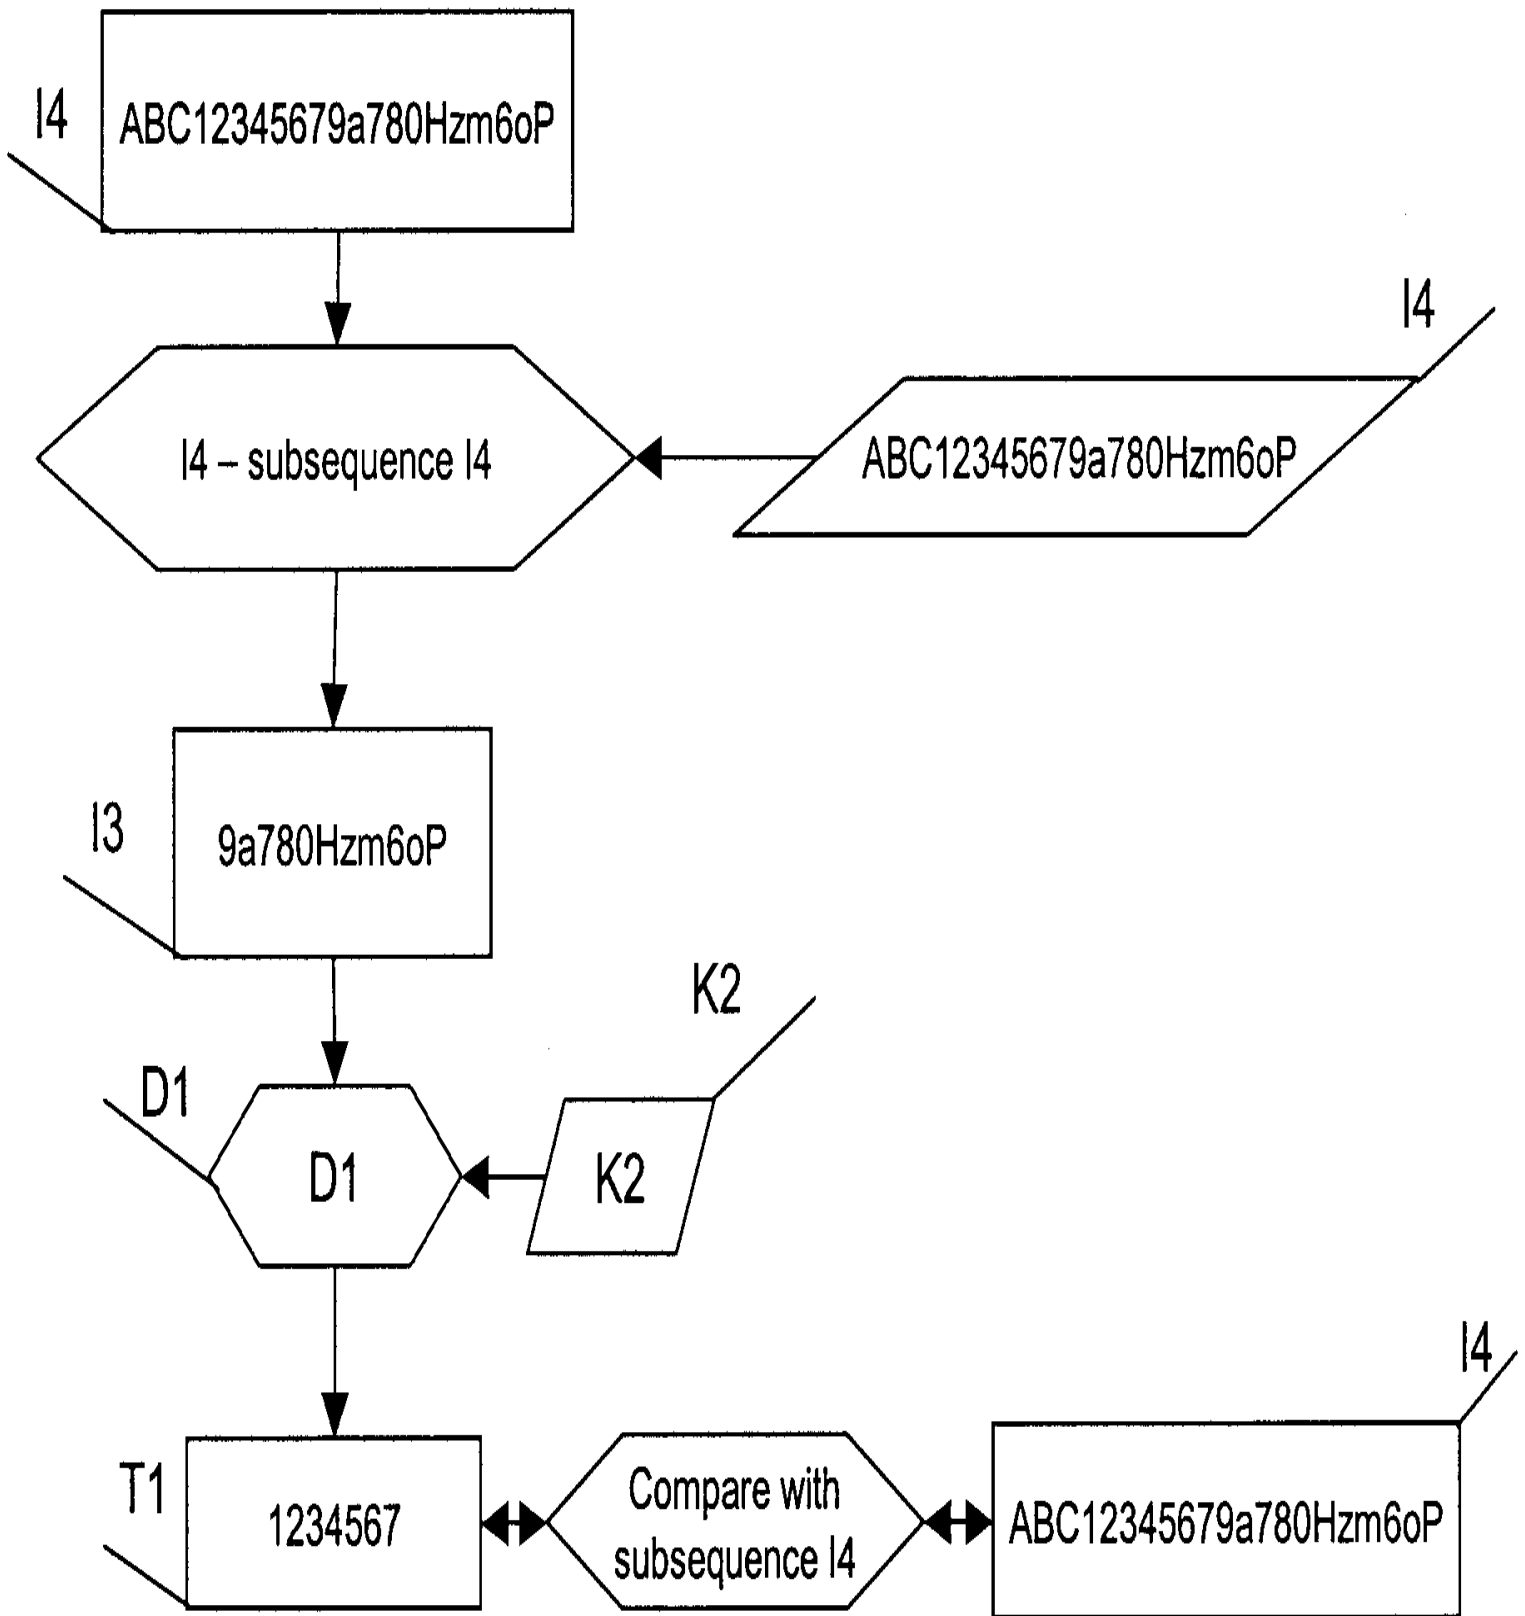 I4
ABC12345679a780Hzm6oP
I4
I4 – subsequence I4
ABC12345679a780Hzm6oP
I3
9a780Hzm6oP
K2
D1
D1
K2
I4
T1
1234567
Compare with
subsequence I4
ABC12345679a780Hzm6oP